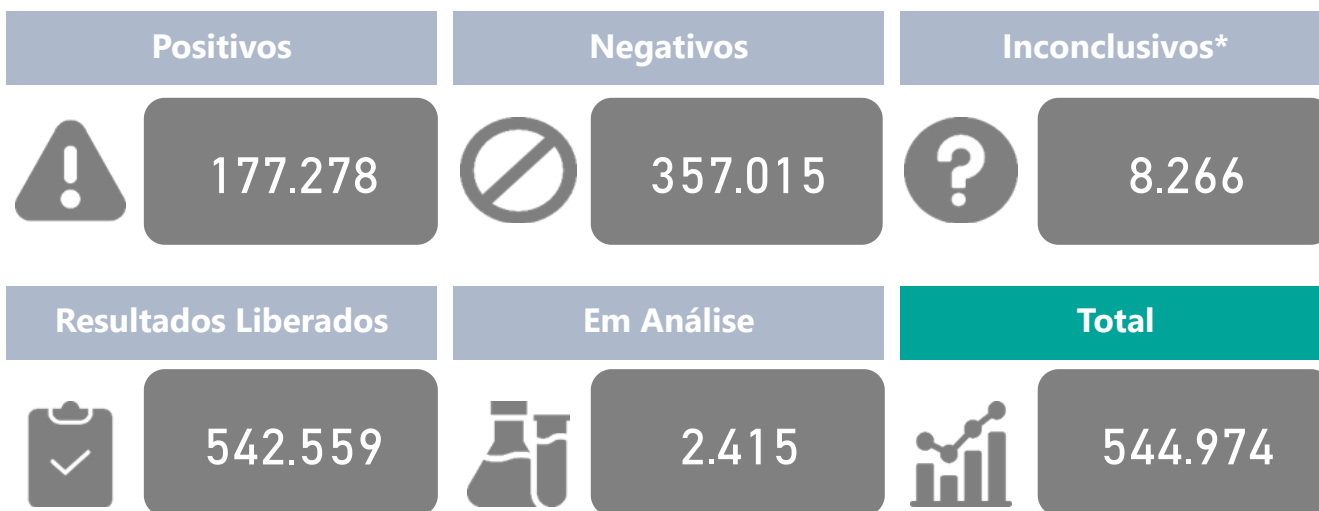 Positivos
Negativos
Inconclusivos*
177.278
357.015
8.266
Resultados Liberados
Em Análise
Total
542.559
2.415
544.974